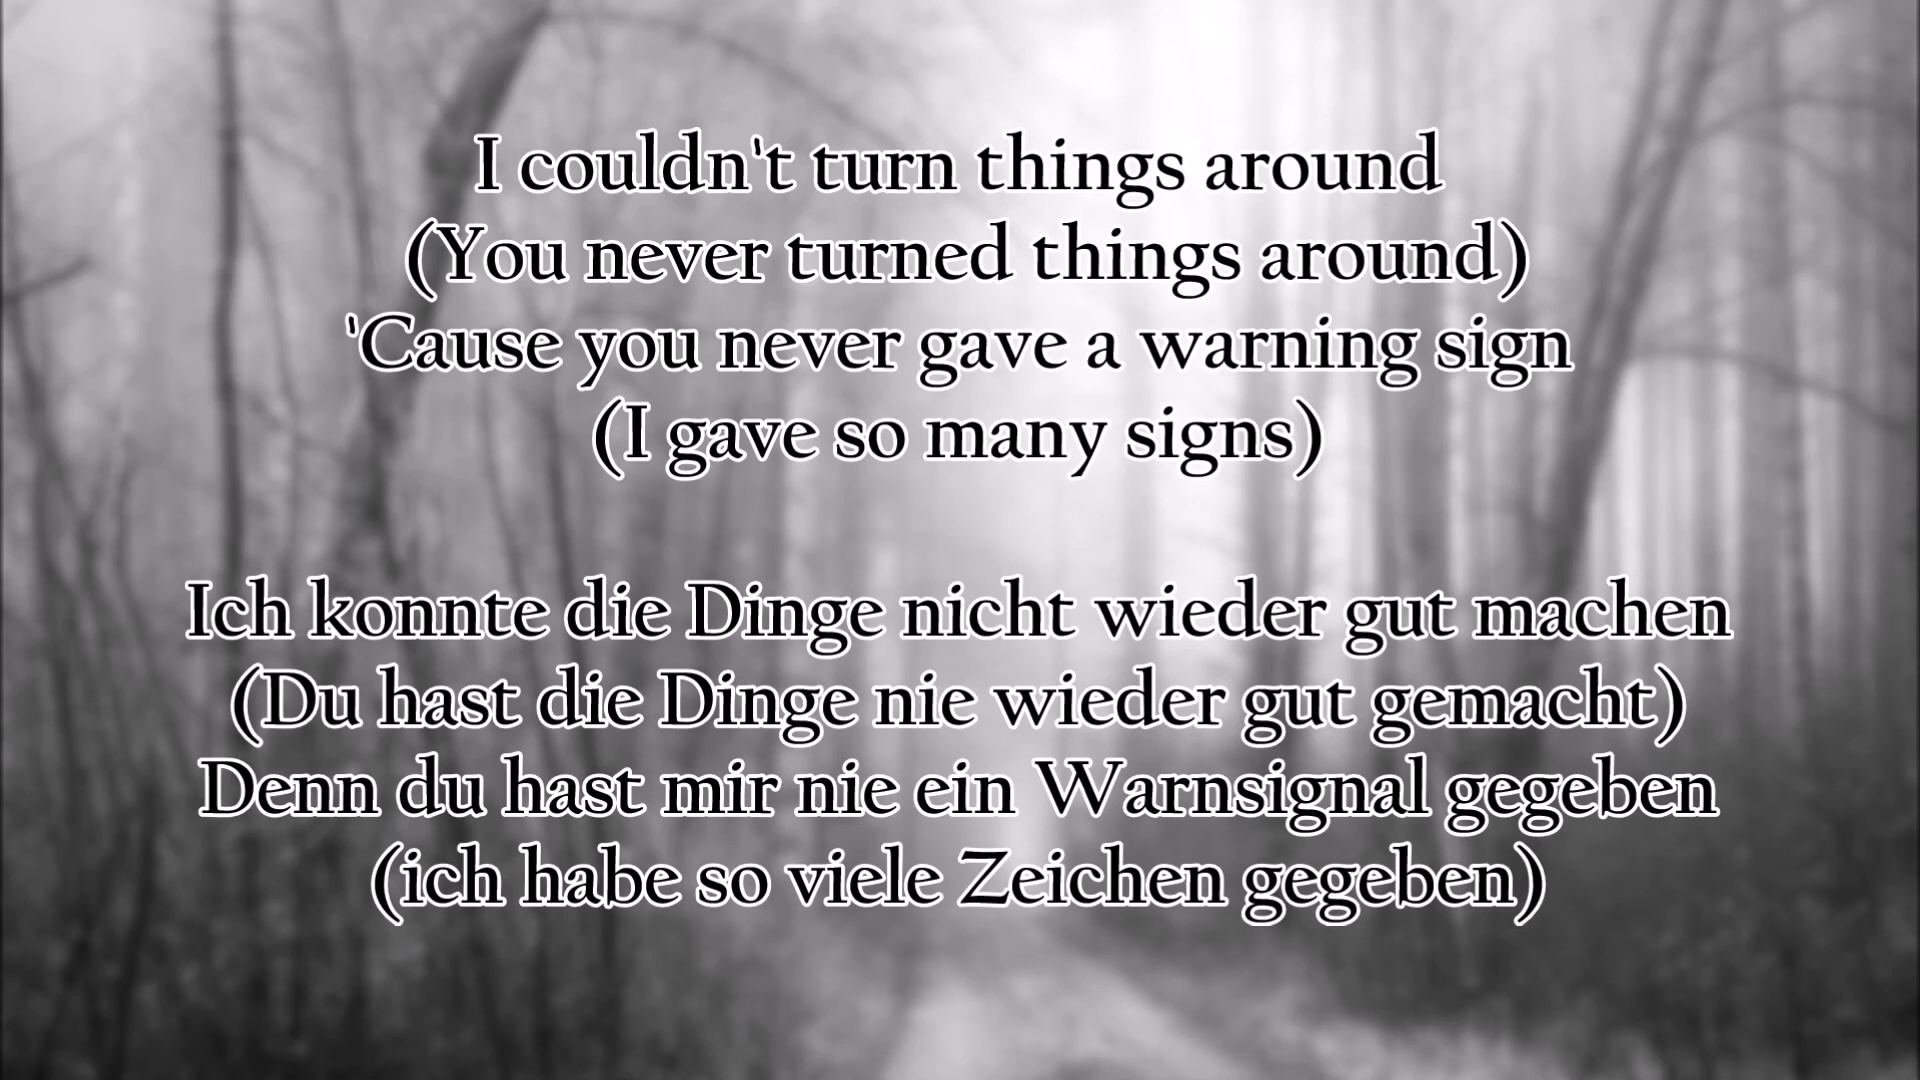 I couldn't turn things around
(You never turned things around)
'Cause you never gave a warning sign
(I gave so many signs)
Ich konnte die Dinge nicht wieder gut machen
(Du hast die Dinge nie wieder gut gemacht)
Denn du hast mir nie ein Warnsignal gegeben
(ich habe so viele Zeichen gegeben)